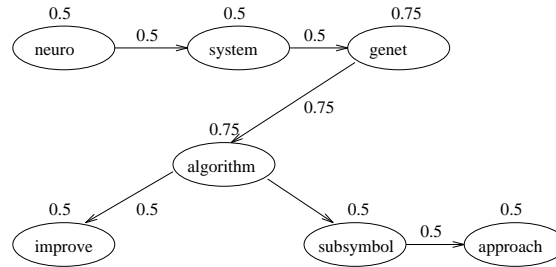 0.5 0.5 0.75
neuro 0.5 system 0.5 genet
0.75
0.75
algorithm
0.5 0.5 0.5 0.5
improve subsymbol 0.5 approach